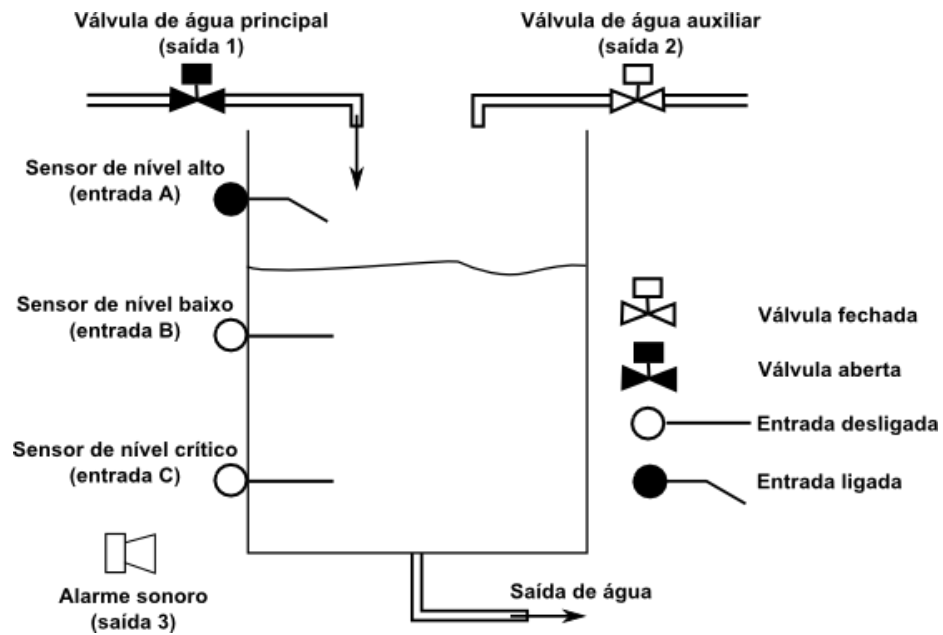 Válvula de água principal
(saída 1)
Válvula de água auxiliar
(saída 2)
Sensor de nível alto
(entrada A)
Sensor de nível baixo
(entrada B)
Sensor de nível crítico
(entrada C)
Alarme sonoro
(saída 3)
Saída de água
Válvula fechada
Válvula aberta
Entrada desligada
Entrada ligada